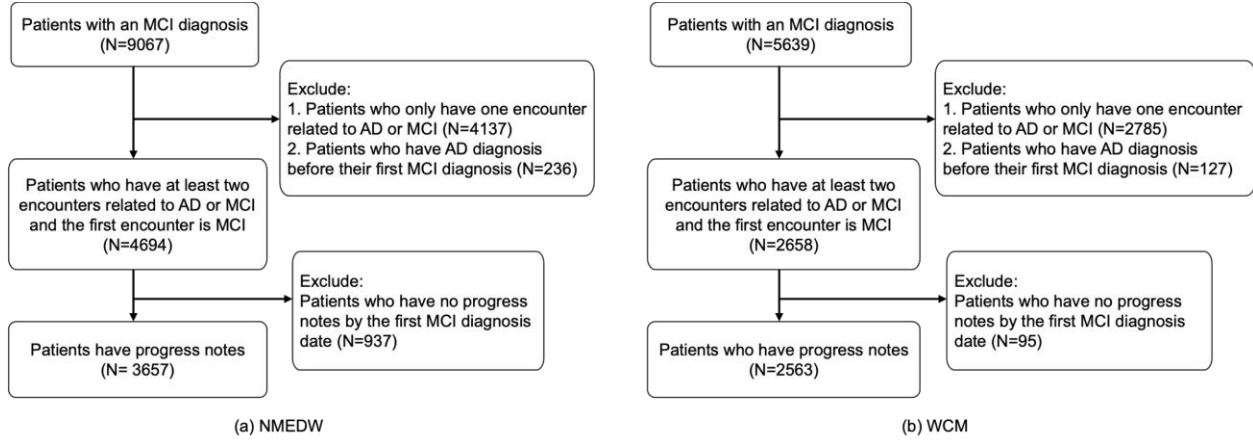 Patients with an MCI diagnosis
(N=9067)
Exclude:
1. Patients who only have one encounter
related to AD or MCI (N=4137)
2. Patients who have AD diagnosis
before their first MCI diagnosis (N=236)
Patients who have at least two
encounters related to AD or MCI
and the first encounter is MCI
(N=4694)
Exclude:
Patients who have no progress
notes by the first MCI diagnosis
date (N=937)
Patients have progress notes
(N= 3657)
(a) NMEDW
Patients with an MCI diagnosis
(N=5639)
Exclude:
1. Patients who only have one encounter
related to AD or MCI (N=2785)
2. Patients who have AD diagnosis
before their first MCI diagnosis (N=127)
Patients who have at least two
encounters related to AD or MCI
and the first encounter is MCI
(N=2658)
Exclude:
Patients who have no progress
notes by the first MCI diagnosis
date (N=95)
Patients who have progress notes
(N=2563)
(b) WCM